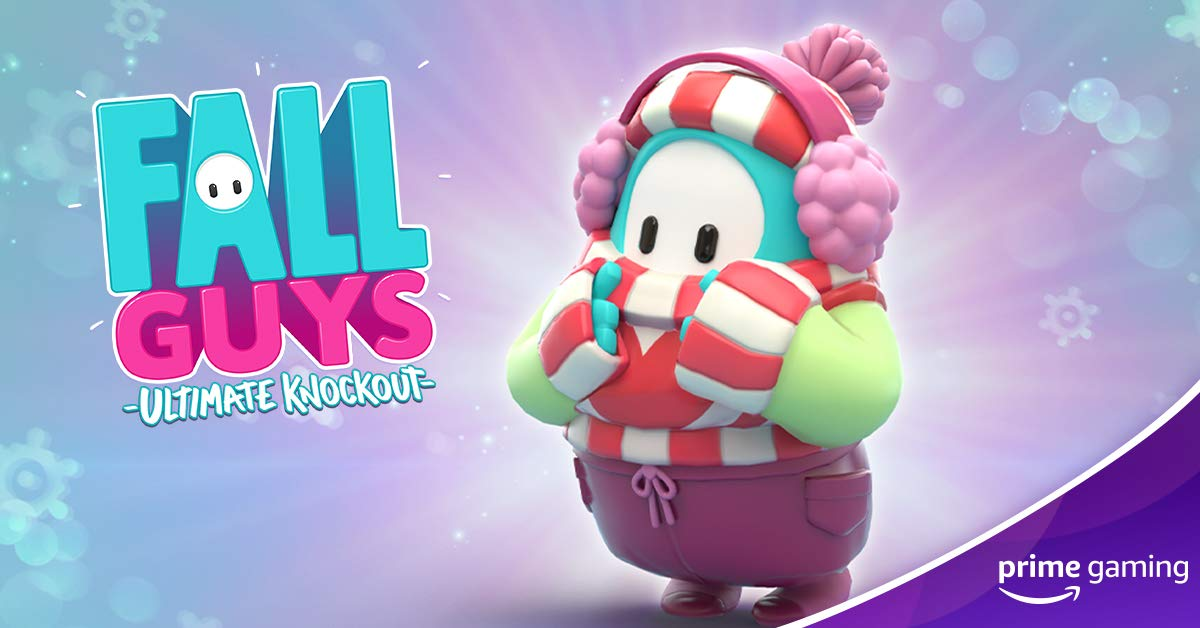 FALL
GUYS
-ULTIMATE KNOCKOUT-
prime gaming